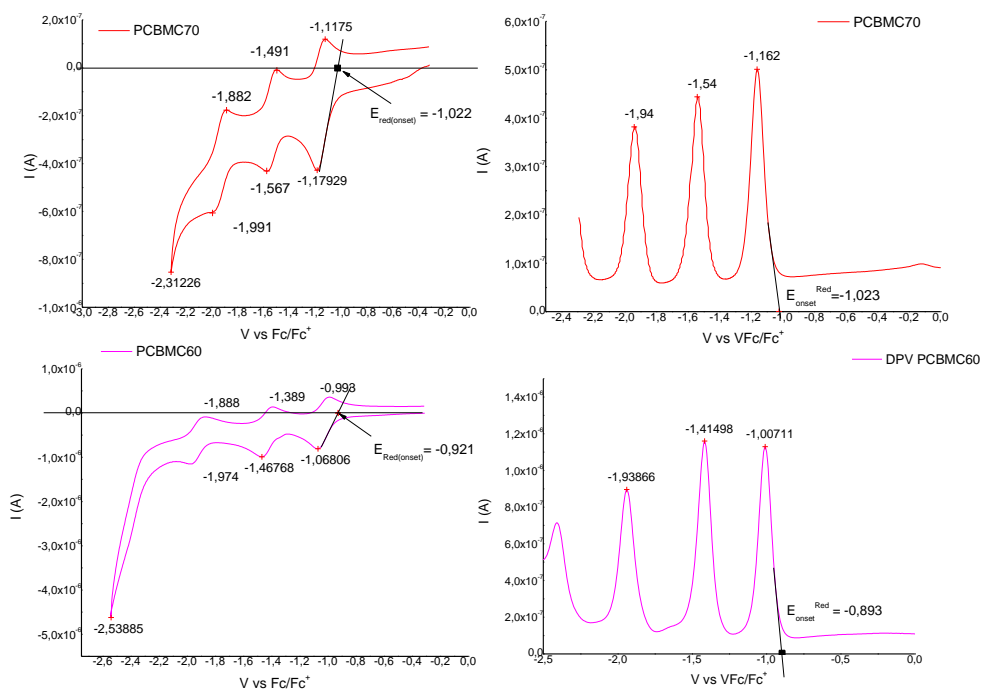 PCBMC70
2,0x10⁻⁷
0,0
-2,0x10⁻⁷
-4,0x10⁻⁷
-6,0x10⁻⁷
-8,0x10⁻⁷
-1,0x10⁻⁶
I (A)
-1,1175
-1,491
-1,882
E_red(onset) = -1,022
-1,17929
-1,567
-1,991
-2,31226
-3,0 -2,8 -2,6 -2,4 -2,2 -2,0 -1,8 -1,6 -1,4 -1,2 -1,0 -0,8 -0,6 -0,4 -0,2 0,0
V vs Fc/Fc⁺
PCBMC70
6,0x10⁻⁷
5,0x10⁻⁷
4,0x10⁻⁷
3,0x10⁻⁷
2,0x10⁻⁷
1,0x10⁻⁷
0,0
I (A)
-1,162
-1,54
-1,94
E_onset^Red=-1,023
-2,4 -2,2 -2,0 -1,8 -1,6 -1,4 -1,2 -1,0 -0,8 -0,6 -0,4 -0,2 0,0
V vs VFc/Fc⁺
PCBMC60
1,0x10⁻⁶
0,0
-1,0x10⁻⁶
-2,0x10⁻⁶
-3,0x10⁻⁶
-4,0x10⁻⁶
-5,0x10⁻⁶
I (A)
-0,993
-1,389
-1,888
E_Red(onset) = -0,921
-1,06806
-1,46768
-1,974
-2,53885
-2,6 -2,4 -2,2 -2,0 -1,8 -1,6 -1,4 -1,2 -1,0 -0,8 -0,6 -0,4 -0,2 0,0
V vs Fc/Fc⁺
DPV PCBMC60
1,2x10⁻⁶
1,0x10⁻⁶
8,0x10⁻⁷
6,0x10⁻⁷
4,0x10⁻⁷
2,0x10⁻⁷
0,0
I (A)
-1,41498
-1,00711
-1,93866
E_onset^Red = -0,893
-2,5 -2,0 -1,5 -1,0 -0,5 0,0
V vs VFc/Fc⁺